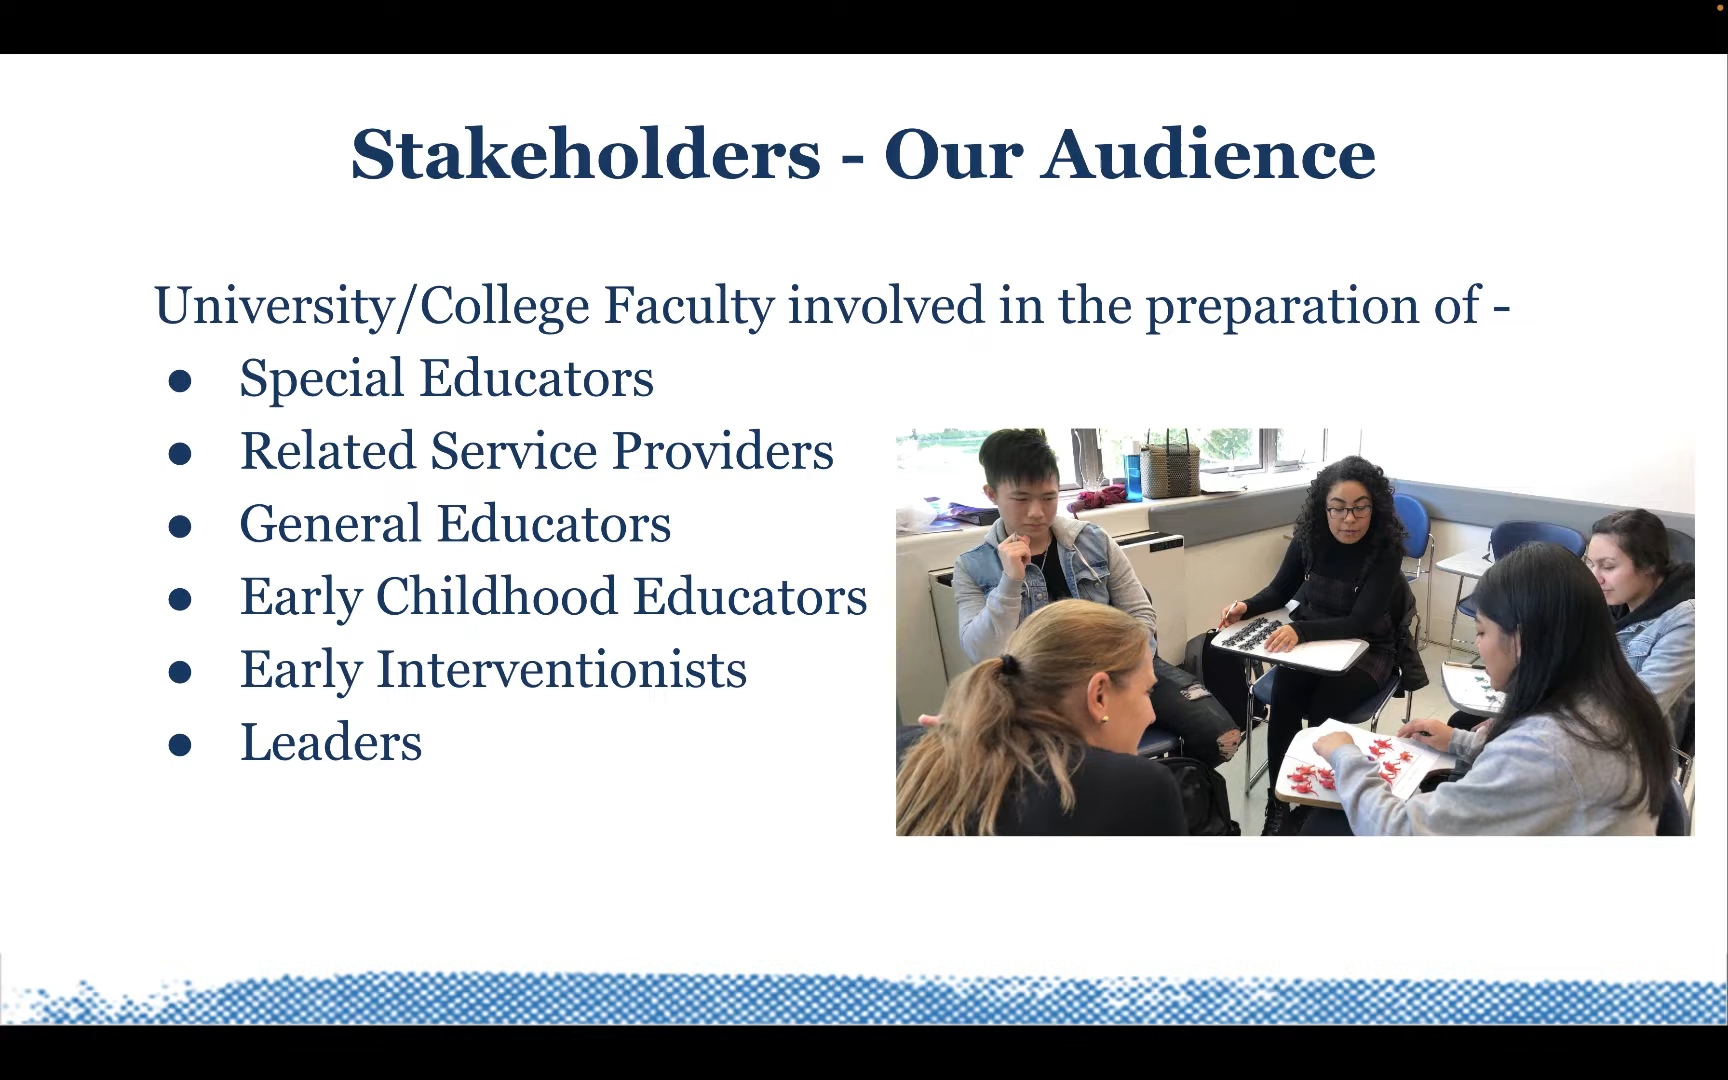 Stakeholders - Our Audience
University/College Faculty involved in the preparation of -
● Special Educators
● Related Service Providers
● General Educators
● Early Childhood Educators
● Early Interventionists
● Leaders